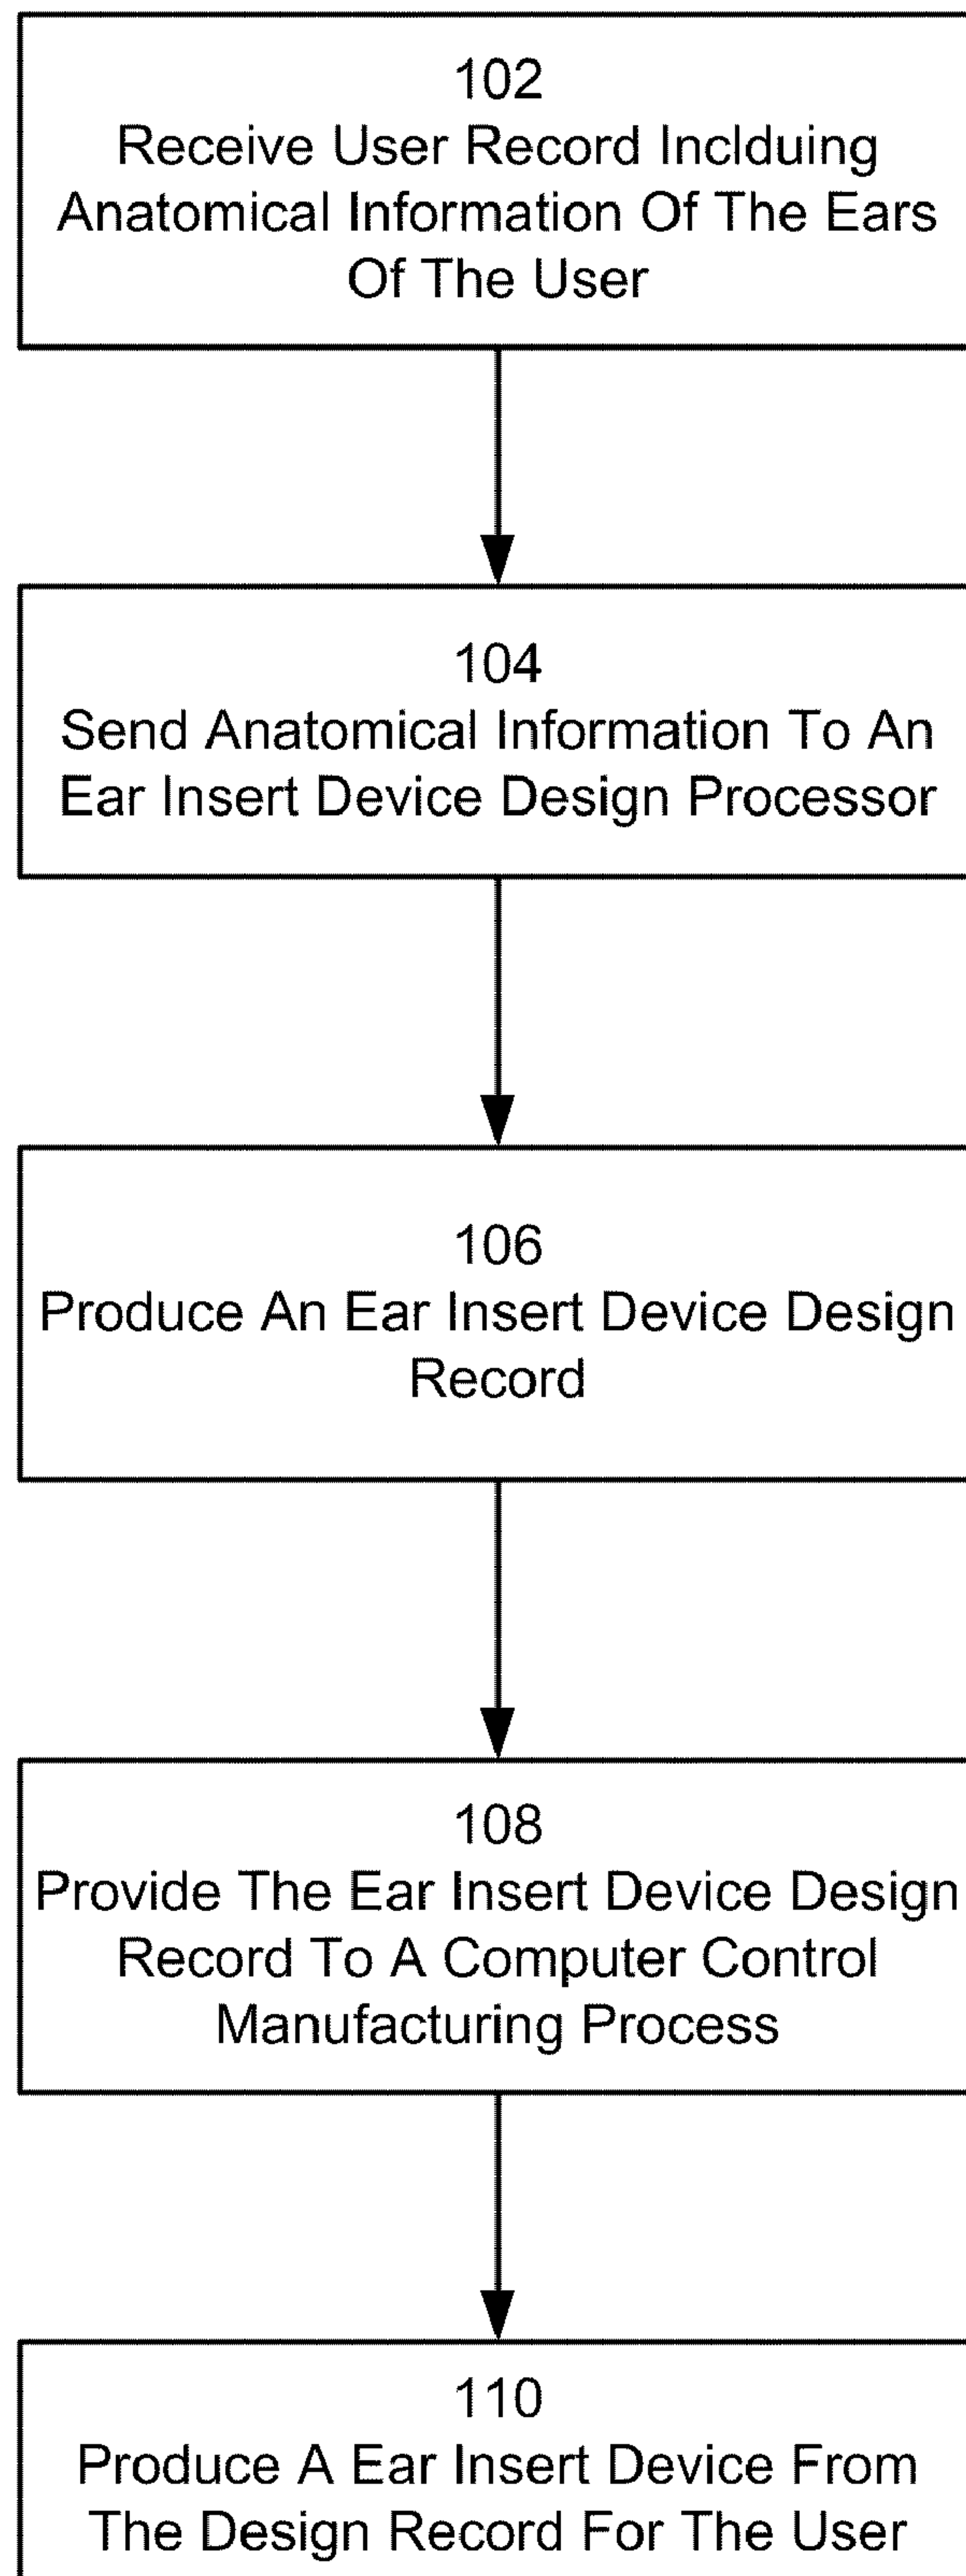 102
Receive User Record Inclduing
Anatomical Information Of The Ears
Of The User
104
Send Anatomical Information To An
Ear Insert Device Design Processor
106
Produce An Ear Insert Device Design
Record
108
Provide The Ear Insert Device Design
Record To A Computer Control
Manufacturing Process
110
Produce A Ear Insert Device From
The Design Record For The User